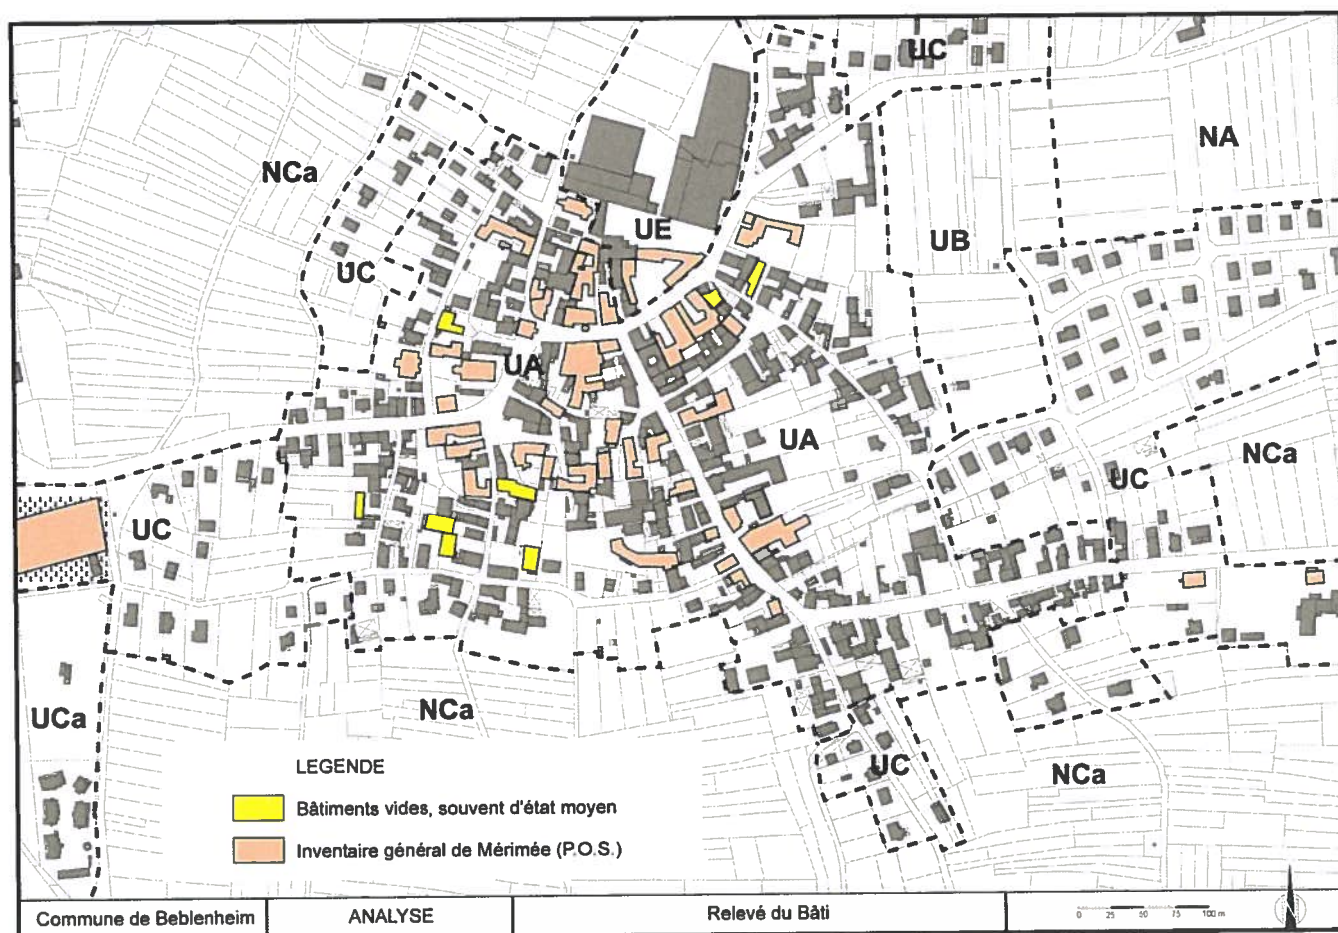 UC
NA
NCa
UE
UB
UC
UA
UA
NCa
UC
UC
UCa
NCa
UC
NCa
LEGENDE
Bâtiments vides, souvent d'état moyen
Inventaire général de Mérimée (P.O.S.)
Commune de Beblenheim
ANALYSE
Relevé du Bâti
0 25 50 75 100 m